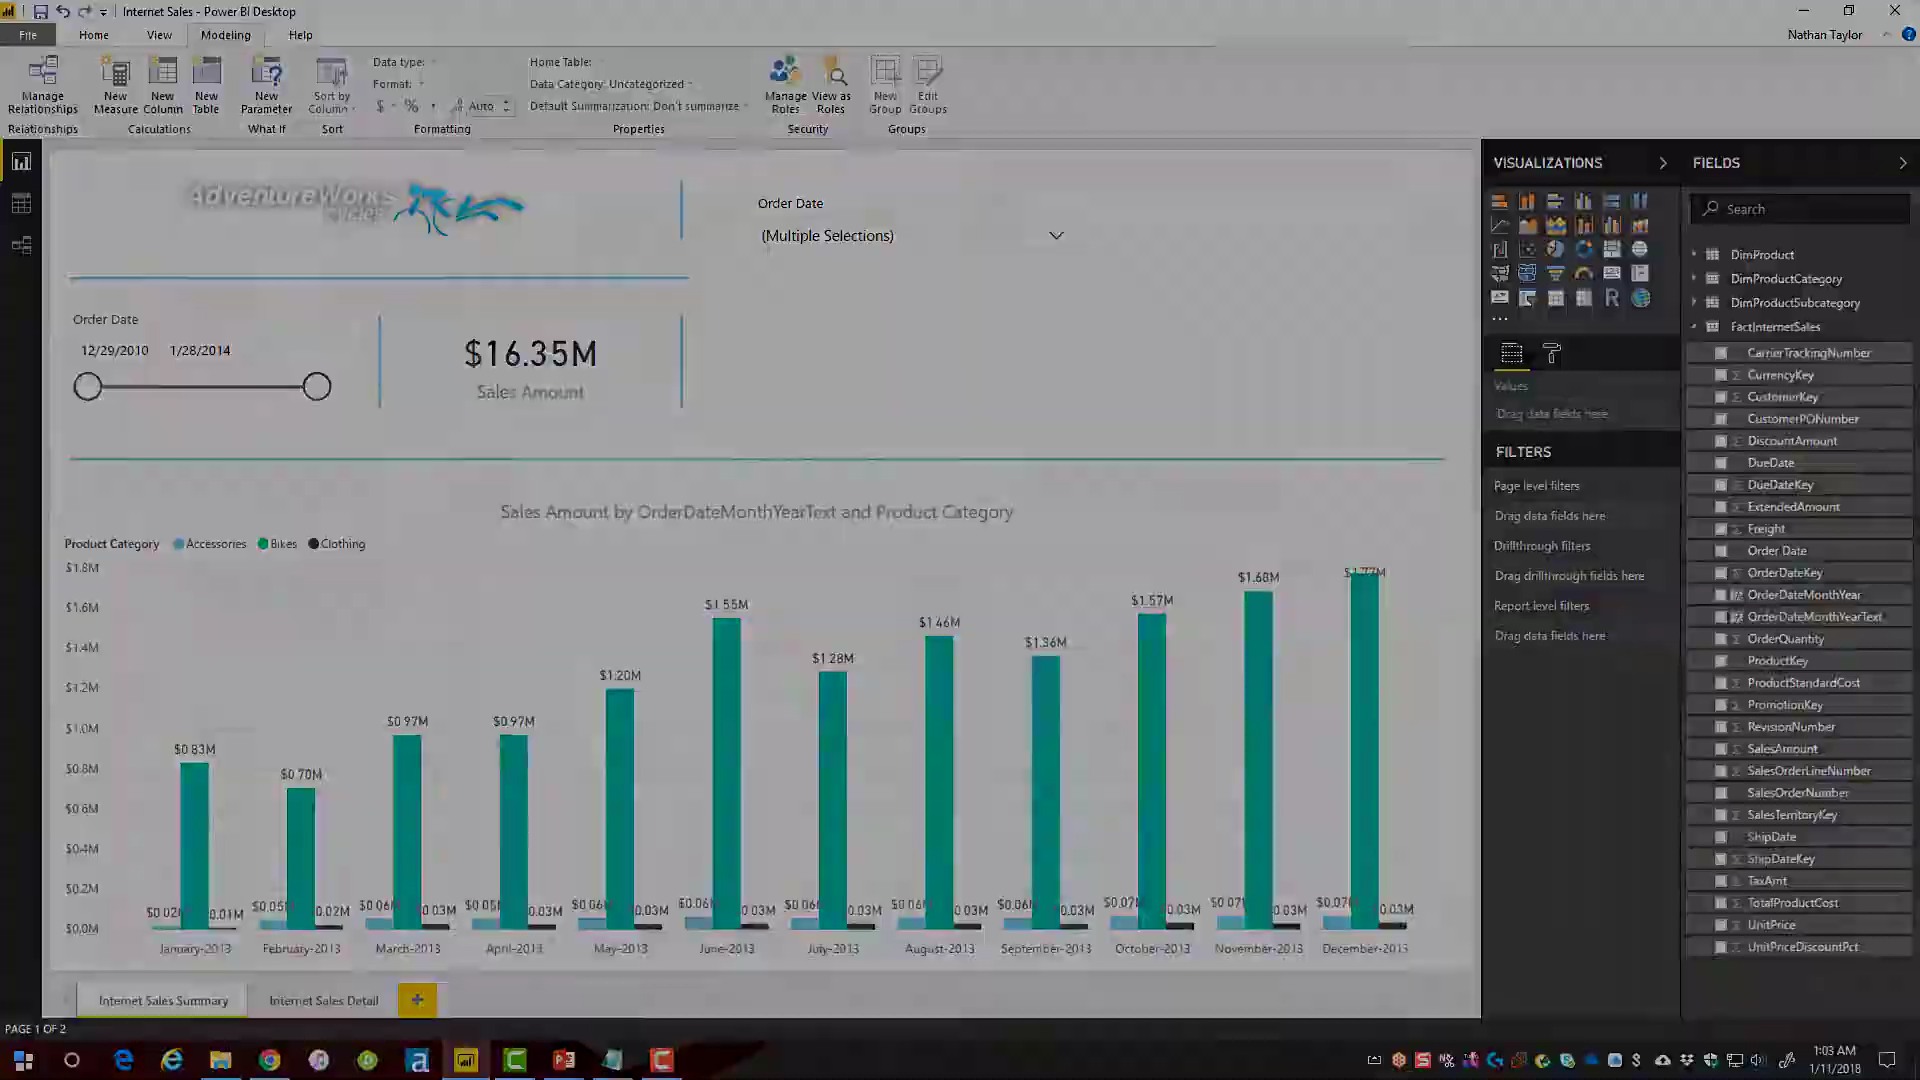 Internet Sales - Power BI Desktop
File Home View Modeling Help
Nathan Taylor
Manage Relationships
New Measure
New Column
New Table
New Parameter
Sort by Column
Data type:
Format:
$ % , Auto
Home Table:
Data Category: Uncategorized
Default Summarization: Don't summarize
Manage Roles
View as Roles
New Group
Edit Groups
Relationships Calculations What If Sort Formatting Properties Security Groups
AdventureWorks
cycles
Order Date
(Multiple Selections)
Order Date
12/29/2010 1/28/2014
$16.35M
Sales Amount
Sales Amount by OrderDateMonthYearText and Product Category
Product Category Accessories Bikes Clothing
$1.8M
$1.6M
$1.4M
$1.2M
$1.0M
$0.8M
$0.6M
$0.4M
$0.2M
$0.0M
$0.83M $0.70M $0.97M $0.97M $1.20M $1.55M $1.28M $1.46M $1.36M $1.57M $1.68M $1.77M
January-2013 February-2013 March-2013 April-2013 May-2013 June-2013 July-2013 August-2013 September-2013 October-2013 November-2013 December-2013
Internet Sales Summary Internet Sales Detail +
PAGE 1 OF 2
VISUALIZATIONS
R
Values
Drag data fields here
FILTERS
Page level filters
Drag data fields here
Drillthrough filters
Drag drillthrough fields here
Report level filters
Drag data fields here
FIELDS
Search
DimProduct
DimProductCategory
DimProductSubcategory
FactInternetSales
CarrierTrackingNumber
CurrencyKey
CustomerKey
CustomerPONumber
DiscountAmount
DueDate
DueDateKey
ExtendedAmount
Freight
Order Date
OrderDateKey
OrderDateMonthYear
OrderDateMonthYearText
OrderQuantity
ProductKey
ProductStandardCost
PromotionKey
RevisionNumber
SalesAmount
SalesOrderLineNumber
SalesOrderNumber
SalesTerritoryKey
ShipDate
ShipDateKey
TaxAmt
TotalProductCost
UnitPrice
UnitPriceDiscountPct
1:03 AM
1/11/2018